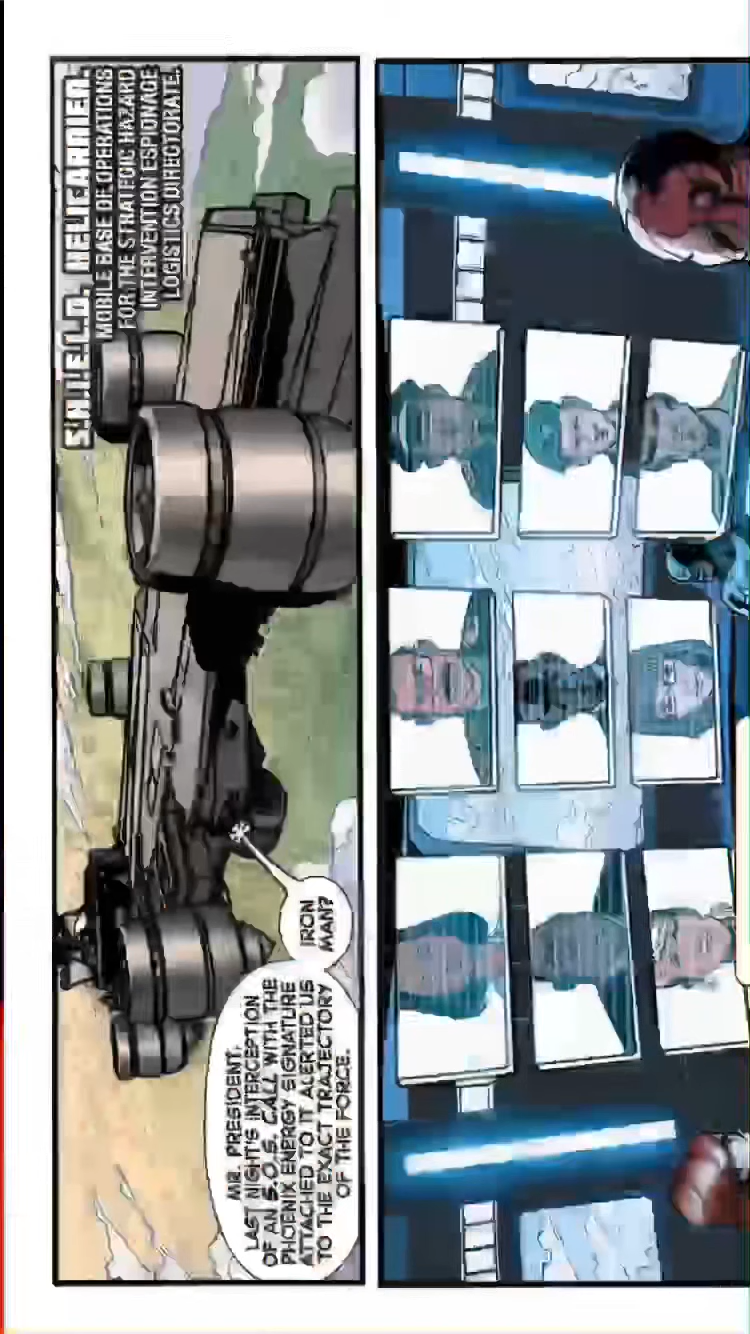 S.H.I.E.L.D. HELICARRIER.
MOBILE BASE OF OPERATIONS
FOR THE STRATEGIC HAZARD
INTERVENTION ESPIONAGE
LOGISTICS DIRECTORATE.
MR. PRESIDENT,
LAST NIGHT'S INTERCEPTION
OF AN S.O.S. CALL WITH THE
PHOENIX ENERGY SIGNATURE
ATTACHED TO IT ALERTED US
TO THE EXACT TRAJECTORY
OF THE FORCE.
IRON
MAN?